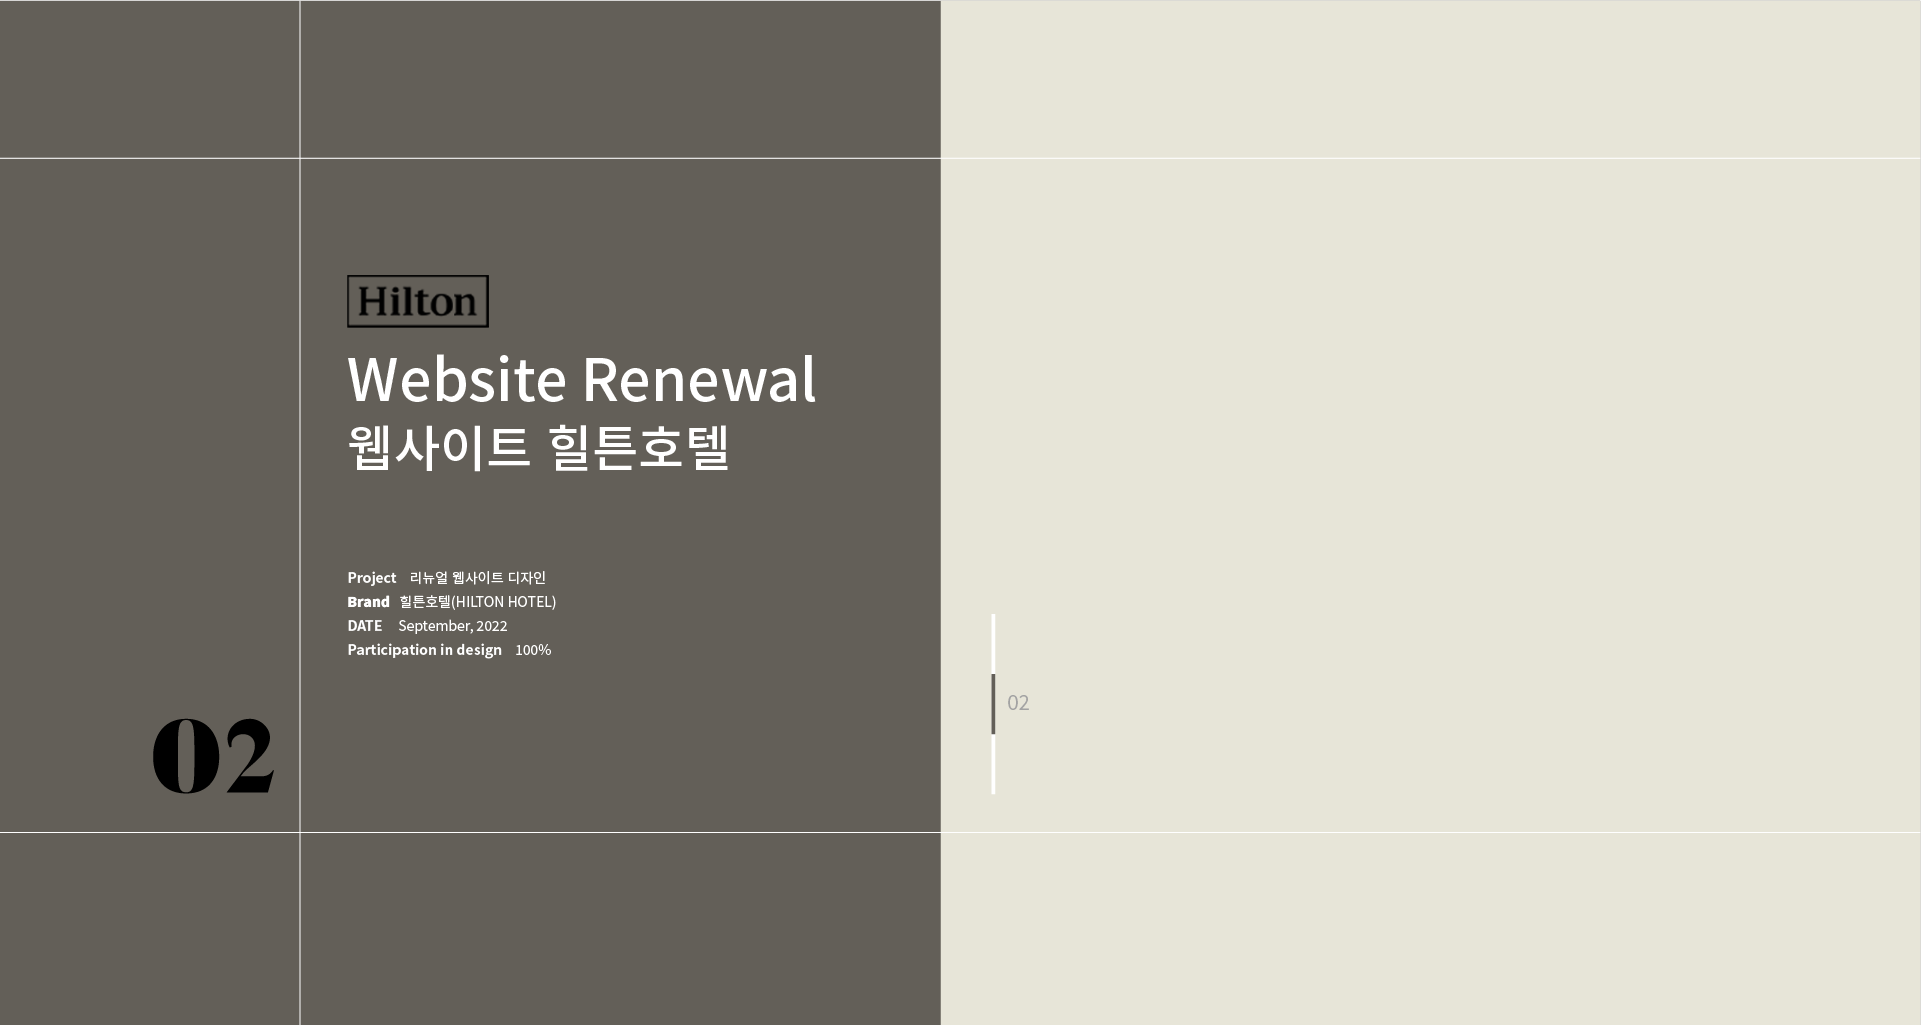 Hilton
Website Renewal
웹사이트 힐튼호텔
Project 리뉴얼 웹사이트 디자인
Brand 힐튼호텔(HILTON HOTEL)
DATE September, 2022
Participation in design 100%
02
02